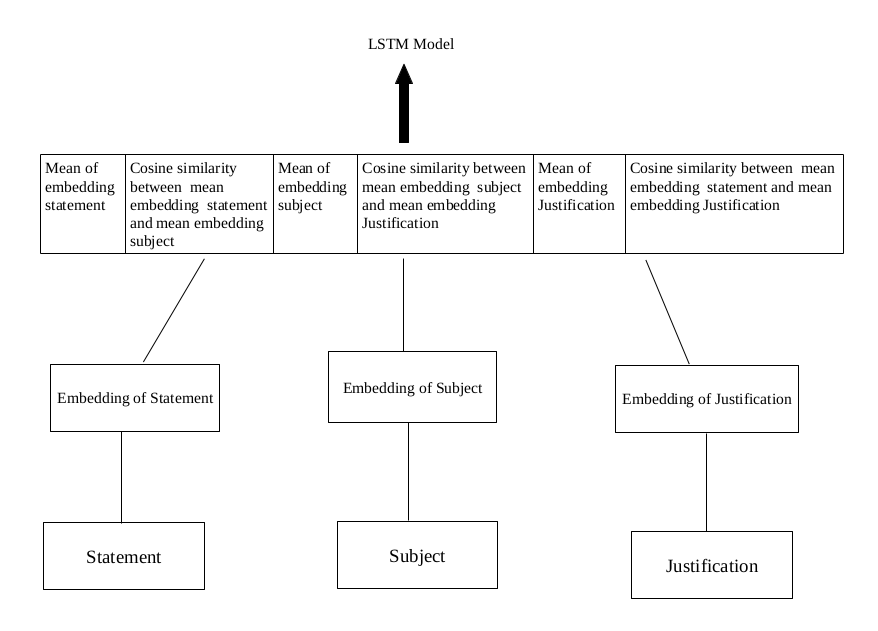 LSTM Model
Mean of
embedding
statement
Cosine similarity
between mean
embedding statement
and mean embedding
subject
Mean of
embedding
subject
Cosine similarity between
mean embedding subject
and mean embedding
Justification
Mean of
embedding
Justification
Cosine similarity between mean
embedding statement and mean
embedding Justification
Embedding of Statement
Embedding of Subject
Embedding of Justification
Statement
Subject
Justification